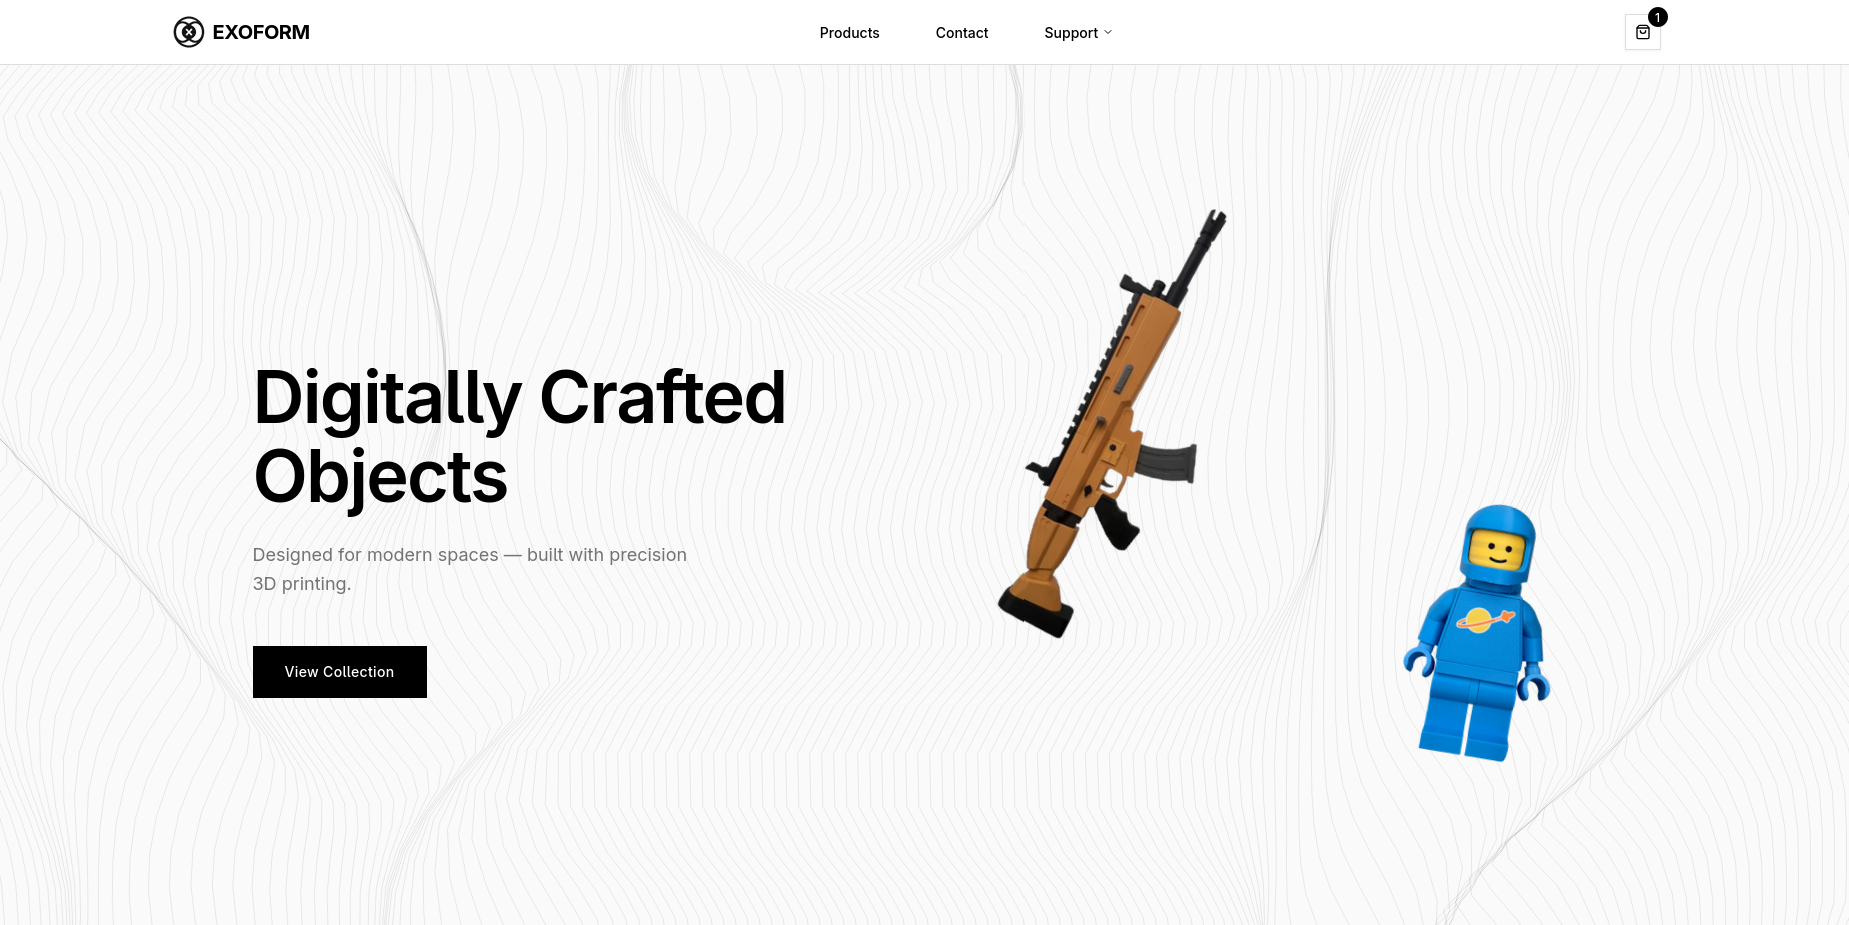 EXOFORM
Products
Contact
Support
1
Digitally Crafted
Objects
Designed for modern spaces — built with precision
3D printing.
View Collection